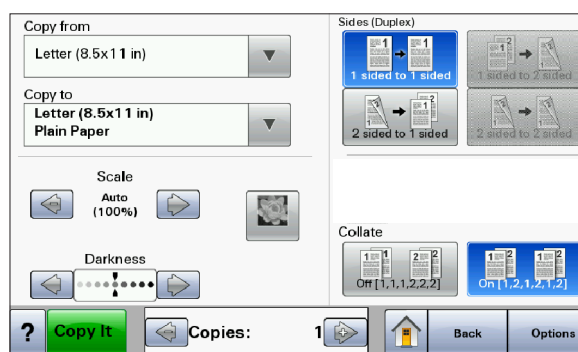 Copy from
Letter (8.5x11 in)
Copy to
Letter (8.5x11 in)
Plain Paper
Scale
Auto
(100%)
Darkness
Sides (Duplex)
1 sided to 1 sided
1 sided to 2 sided
2 sided to 1 sided
2 sided to 2 sided
Collate
Off [1,1,1,2,2,2]
On [1,2,1,2,1,2]
? Copy It
Copies: 1
Back
Options